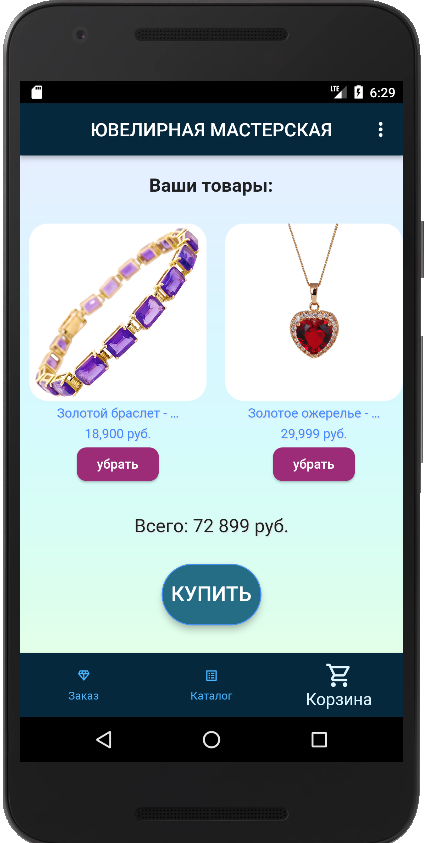 LTE 6:29
ЮВЕЛИРНАЯ МАСТЕРСКАЯ
Ваши товары:
Золотой браслет - ...
Золотое ожерелье - ...
18,900 руб.
29,999 руб.
убрать
убрать
Всего: 72 899 руб.
КУПИТЬ
Заказ
Каталог
Корзина